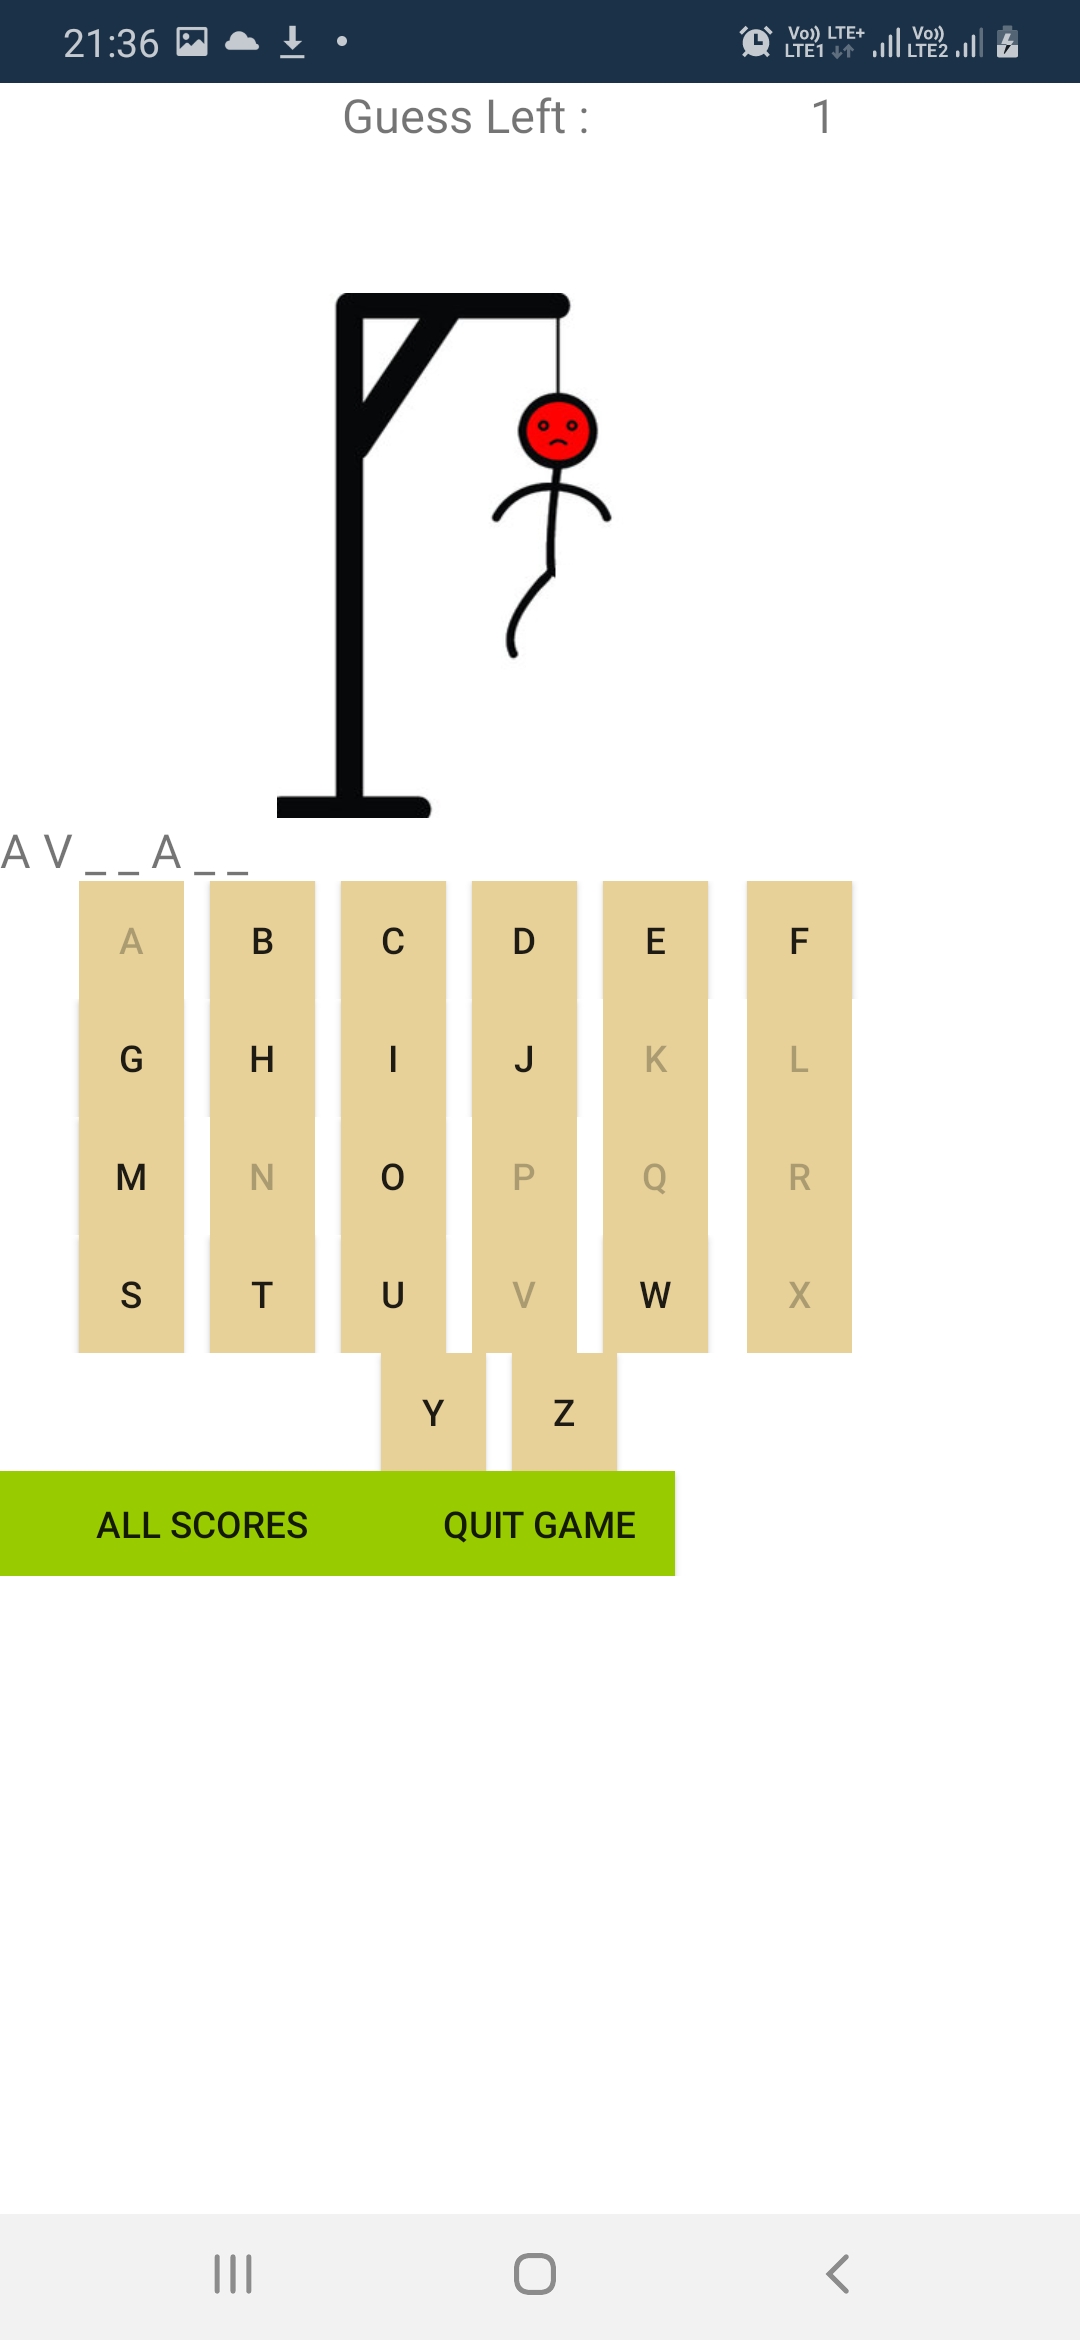 21:36 Vo)) LTE1 LTE+ Vo)) LTE2
Guess Left : 1
A V _ _ A _ _
A B C D E F
G H I J K L
M N O P Q R
S T U V W X
Y Z
ALL SCORES QUIT GAME